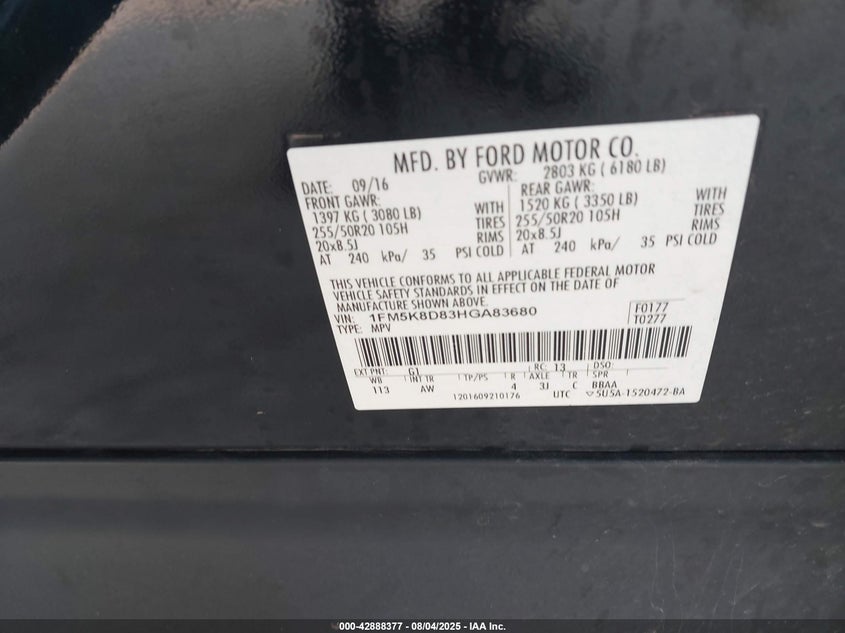 MFD. BY FORD MOTOR CO.
DATE: 09/16 GVWR: 2803 KG ( 6180 LB)
FRONT GAWR: REAR GAWR:
1397 KG ( 3080 LB) WITH 1520 KG ( 3350 LB) WITH
255/50R20 105H TIRES 255/50R20 105H TIRES
20x8.5J RIMS 20x8.5J RIMS
AT 240 kPa/ 35 PSI COLD AT 240 kPa/ 35 PSI COLD
THIS VEHICLE CONFORMS TO ALL APPLICABLE FEDERAL MOTOR
VEHICLE SAFETY STANDARDS IN EFFECT ON THE DATE OF
MANUFACTURE SHOWN ABOVE.
VIN: 1FM5K8D83HGA83680 F0177
TYPE: MPV T0277
EXT PNT: G1 RC: 13 DSO:
WB INT TR TP/PS R AXLE TR SPR
113 AW 4 3J C BBAA
1201609210176 UTC ▽5U5A-1520472-BA
000-42888377 - 08/04/2025 - IAA Inc.